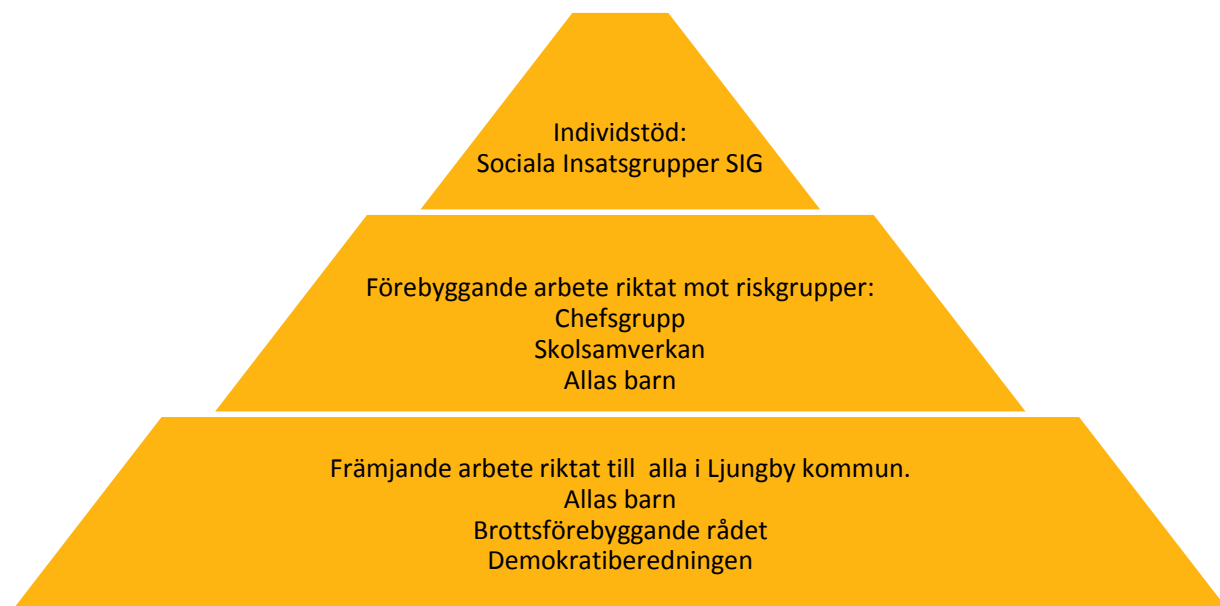 Individstöd:
Sociala Insatsgrupper SIG
Förebyggande arbete riktat mot riskgrupper:
Chefsgrupp
Skolsamverkan
Allas barn
Främjande arbete riktat till  alla i Ljungby kommun.
Allas barn
Brottsförebyggande rådet
Demokratiberedningen